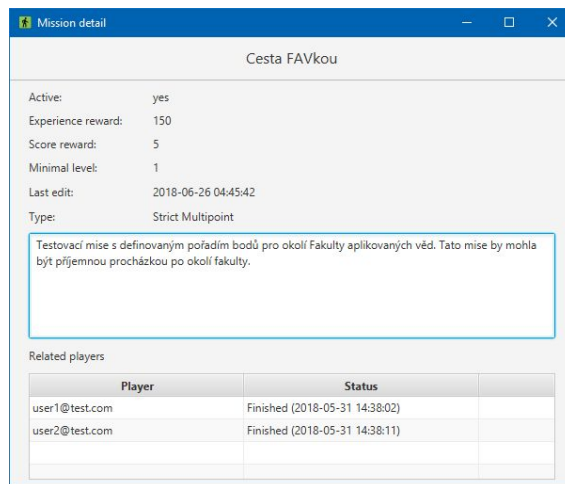 Mission detail
Cesta FAVkou
Active: yes
Experience reward: 150
Score reward: 5
Minimal level: 1
Last edit: 2018-06-26 04:45:42
Type: Strict Multipoint
Testovací mise s definovaným pořadím bodů pro okolí Fakulty aplikovaných věd. Tato mise by mohla
být příjemnou procházkou po okolí fakulty.
Related players
Player Status
user1@test.com Finished (2018-05-31 14:38:02)
user2@test.com Finished (2018-05-31 14:38:11)